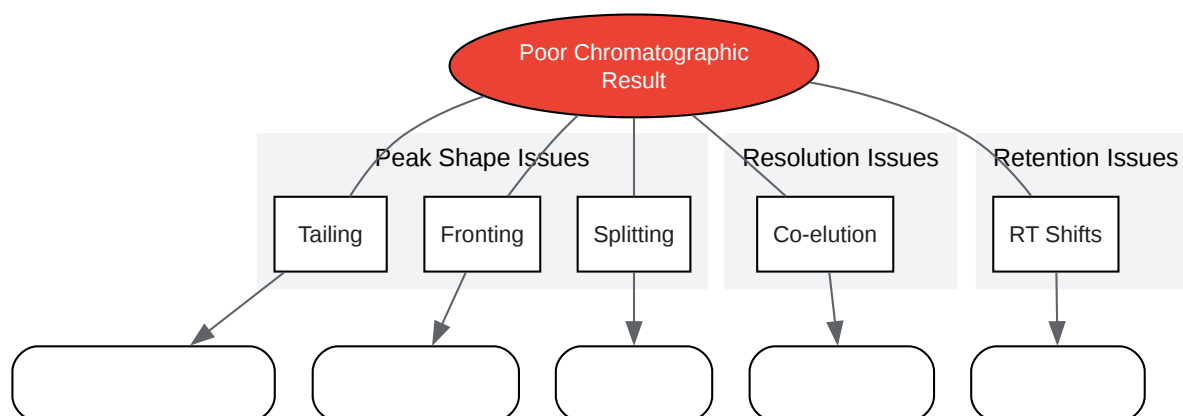 Poor Chromatographic
Result
Peak Shape Issues
Resolution Issues
Retention Issues
Tailing
Fronting
Splitting
Co-elution
RT Shifts